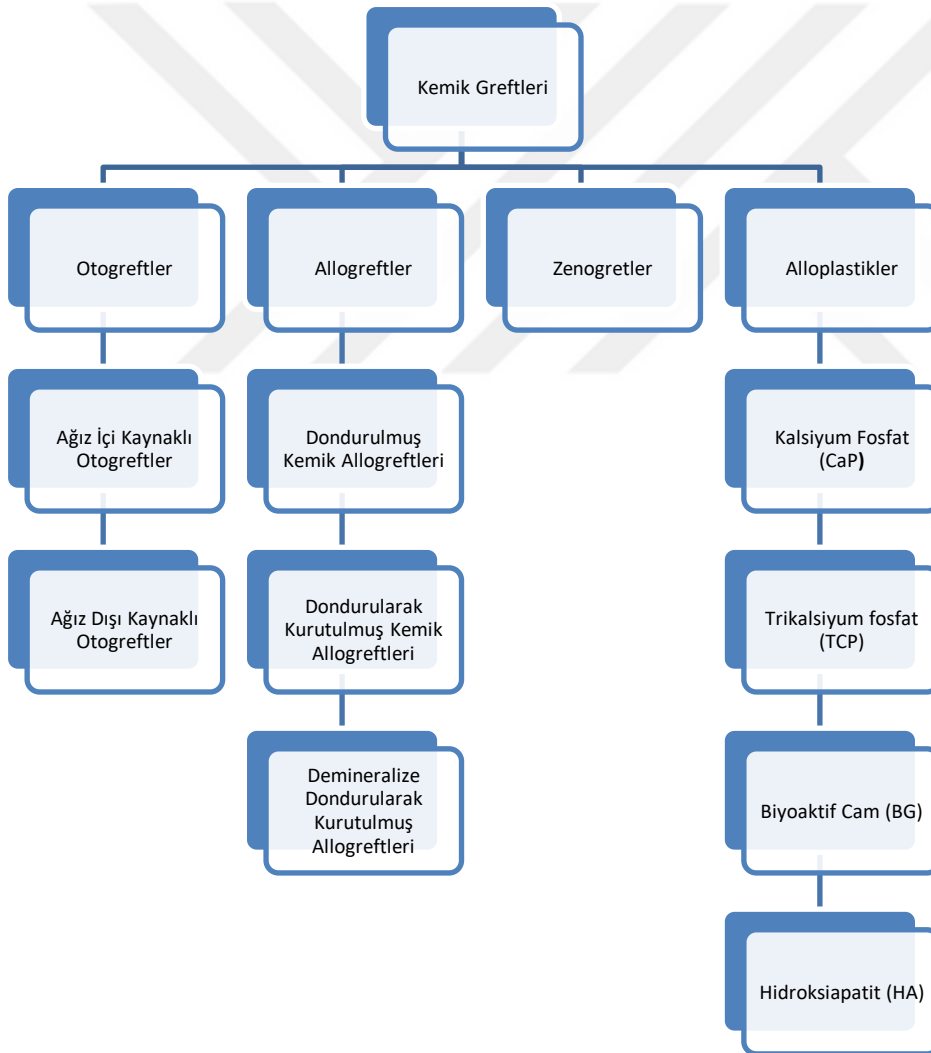 Kemik Greftleri
Otogreftler
Allogreftler
Zenogretler
Alloplastikler
Ağız İçi Kaynaklı
Otogreftler
Dondurulmuş
Kemik Allogreftleri
Kalsiyum Fosfat
(CaP)
Ağız Dışı Kaynaklı
Otogreftler
Dondurularak
Kurutulmuş Kemik
Allogreftleri
Trikalsiyum fosfat
(TCP)
Demineralize
Dondurularak
Kurutulmuş
Allogreftleri
Biyoaktif Cam (BG)
Hidroksiapatit (HA)